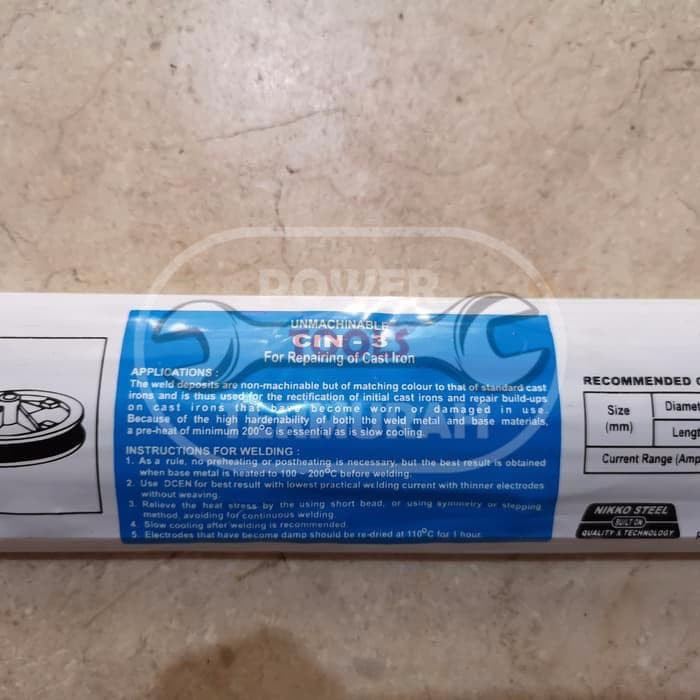 POWER
TOOLS
UNMACHINABLE
CIN - 3
For Repairing of Cast Iron
APPLICATIONS :
The weld deposits are non-machinable but of matching colour to that of standard cast
irons and is thus used for the rectification of initial cast irons and repair build-ups
on cast irons that have become worn or damaged in use.
Because of the high hardenability of both the weld metal and base materials,
a pre-heat of minimum 200°C is essential as is slow cooling.
INSTRUCTIONS FOR WELDING :
1. As a rule, no preheating or postheating is necessary, but the best result is obtained
when base metal is heated to 100 ~ 200°C before welding.
2. Use DCEN for best result with lowest practical welding current with thinner electrodes
without weaving.
3. Relieve the heat stress by the using short bead, or using symmetry or stepping
method, avoiding for continuous welding.
4. Slow cooling after welding is recommended.
5. Electrodes that have become damp should be re-dried at 110°C for 1 hour.
RECOMMENDED
Size
(mm)
Diamet
Lengt
Current Range (Amp
NIKKO STEEL
BUILT ON
QUALITY & TECHNOLOGY